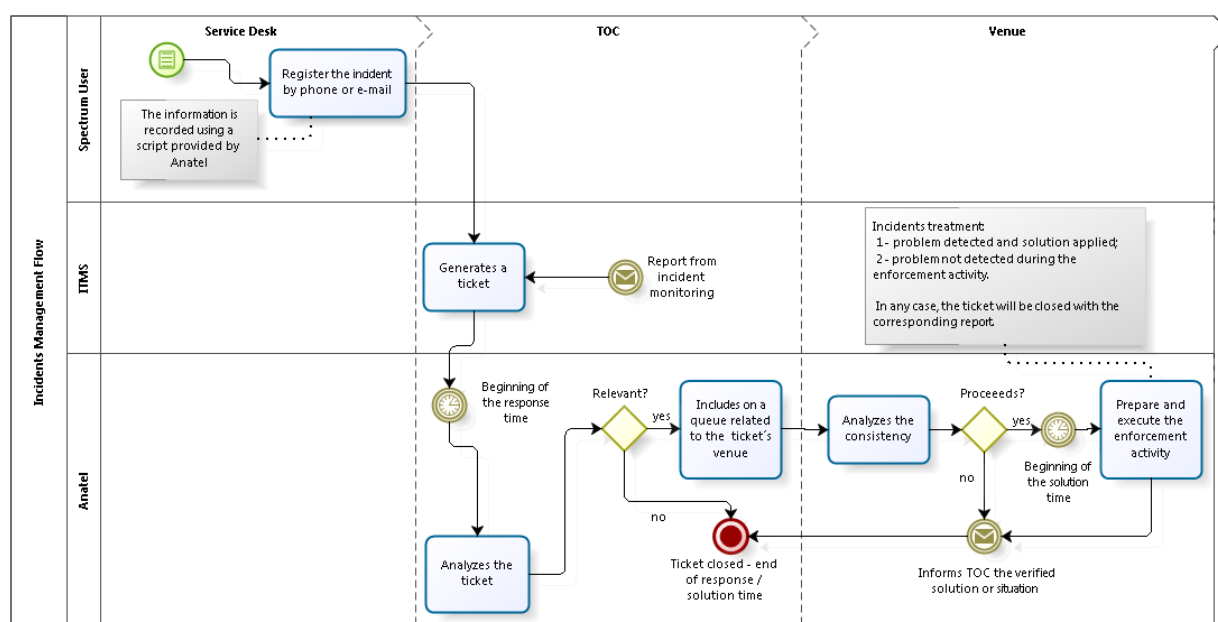 Service Desk
TOC
Venue
Incidents Management Flow
Spectrum User
Register the incident
by phone or e-mail
The information is
recorded using a
script provided by
Anatel
ITMS
Generates a
ticket
Report from
incident
monitoring
Incidents treatment:
1 - problem detected and solution applied;
2 - problem not detected during the
enforcement activity.
In any case, the ticket will be closed with the
corresponding report.
Anatel
Beginning of
the response
time
Analyzes the
ticket
Relevant?
yes
no
Includes on a
queue related
to the ticket´s
venue
Ticket closed - end
of response /
solution time
Analyzes the
consistency
Proceeeds?
yes
no
Beginning of
the solution
time
Prepare and
execute the
enforcement
activity
Informs TOC the verified
solution or situation